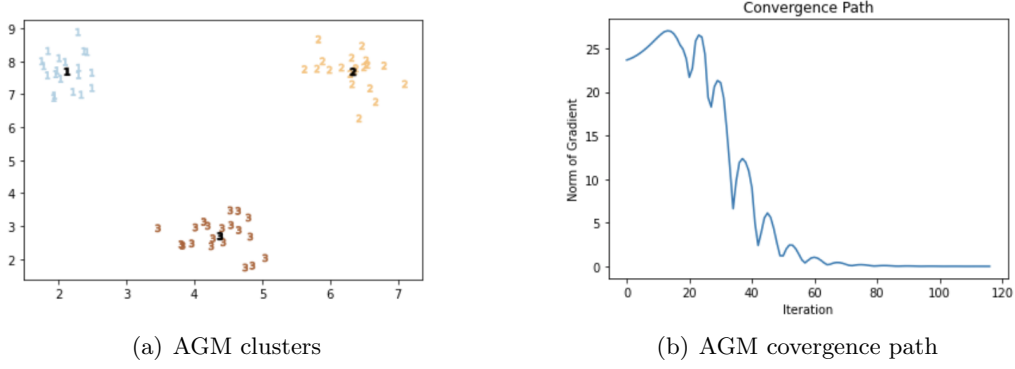 Convergence Path
9
8
7
6
5
4
3
2
2 3 4 5 6 7
1
2
3
Norm of Gradient
25
20
15
10
5
0
0 20 40 60 80 100 120
Iteration
(a) AGM clusters
(b) AGM covergence path